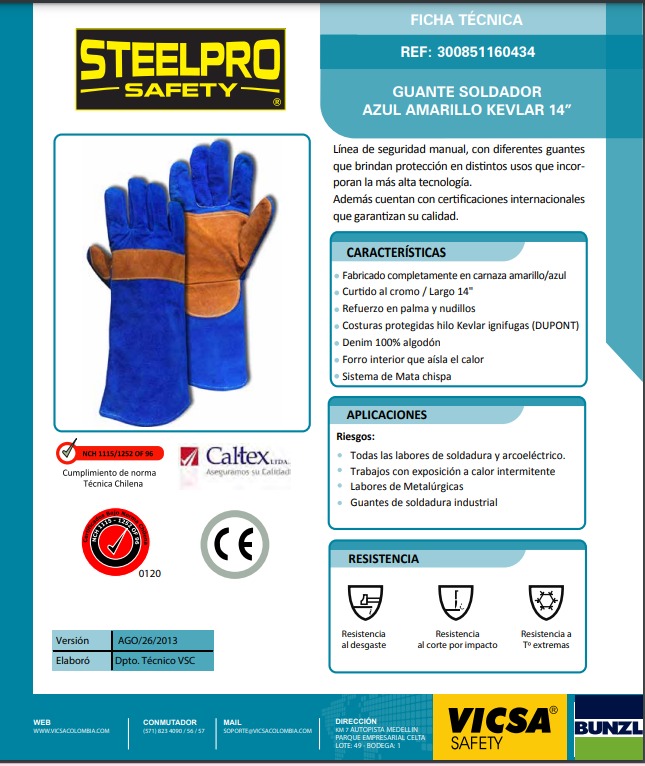 STEELPRO
SAFETY
®
FICHA TÉCNICA
REF: 300851160434
GUANTE SOLDADOR
AZUL AMARILLO KEVLAR 14”
Línea de seguridad manual, con diferentes guantes
que brindan protección en distintos usos que incor-
poran la más alta tecnología.
Además cuentan con certificaciones internacionales
que garantizan su calidad.
CARACTERÍSTICAS
Fabricado completamente en carnaza amarillo/azul
Curtido al cromo / Largo 14"
Refuerzo en palma y nudillos
Costuras protegidas hilo Kevlar ignifugas (DUPONT)
Denim 100% algodón
Forro interior que aísla el calor
Sistema de Mata chispa
APLICACIONES
Riesgos:
Todas las labores de soldadura y arcoeléctrico.
Trabajos con exposición a calor intermitente
Labores de Metalúrgicas
Guantes de soldadura industrial
RESISTENCIA
Resistencia
al desgaste
Resistencia
al corte por impacto
Resistencia a
Tº extremas
NCH 1115/1252 OF 96
Cumplimiento de norma
Técnica Chilena
Caltex LTDA.
Aseguramos su Calidad
NCH 1115 - 1252 OF 96
0120
CE
Versión AGO/26/2013
Elaboró Dpto. Técnico VSC
WEB
WWW.VICSACOLOMBIA.COM
CONMUTADOR
(571) 823 4090 / 56 / 57
MAIL
SOPORTE@VICSACOLOMBIA.COM
DIRECCIÓN
KM 7 AUTOPISTA MEDELLIN
PARQUE EMPRESARIAL CELTA
LOTE: 49 - BODEGA: 1
VICSA®
SAFETY
BUNZL